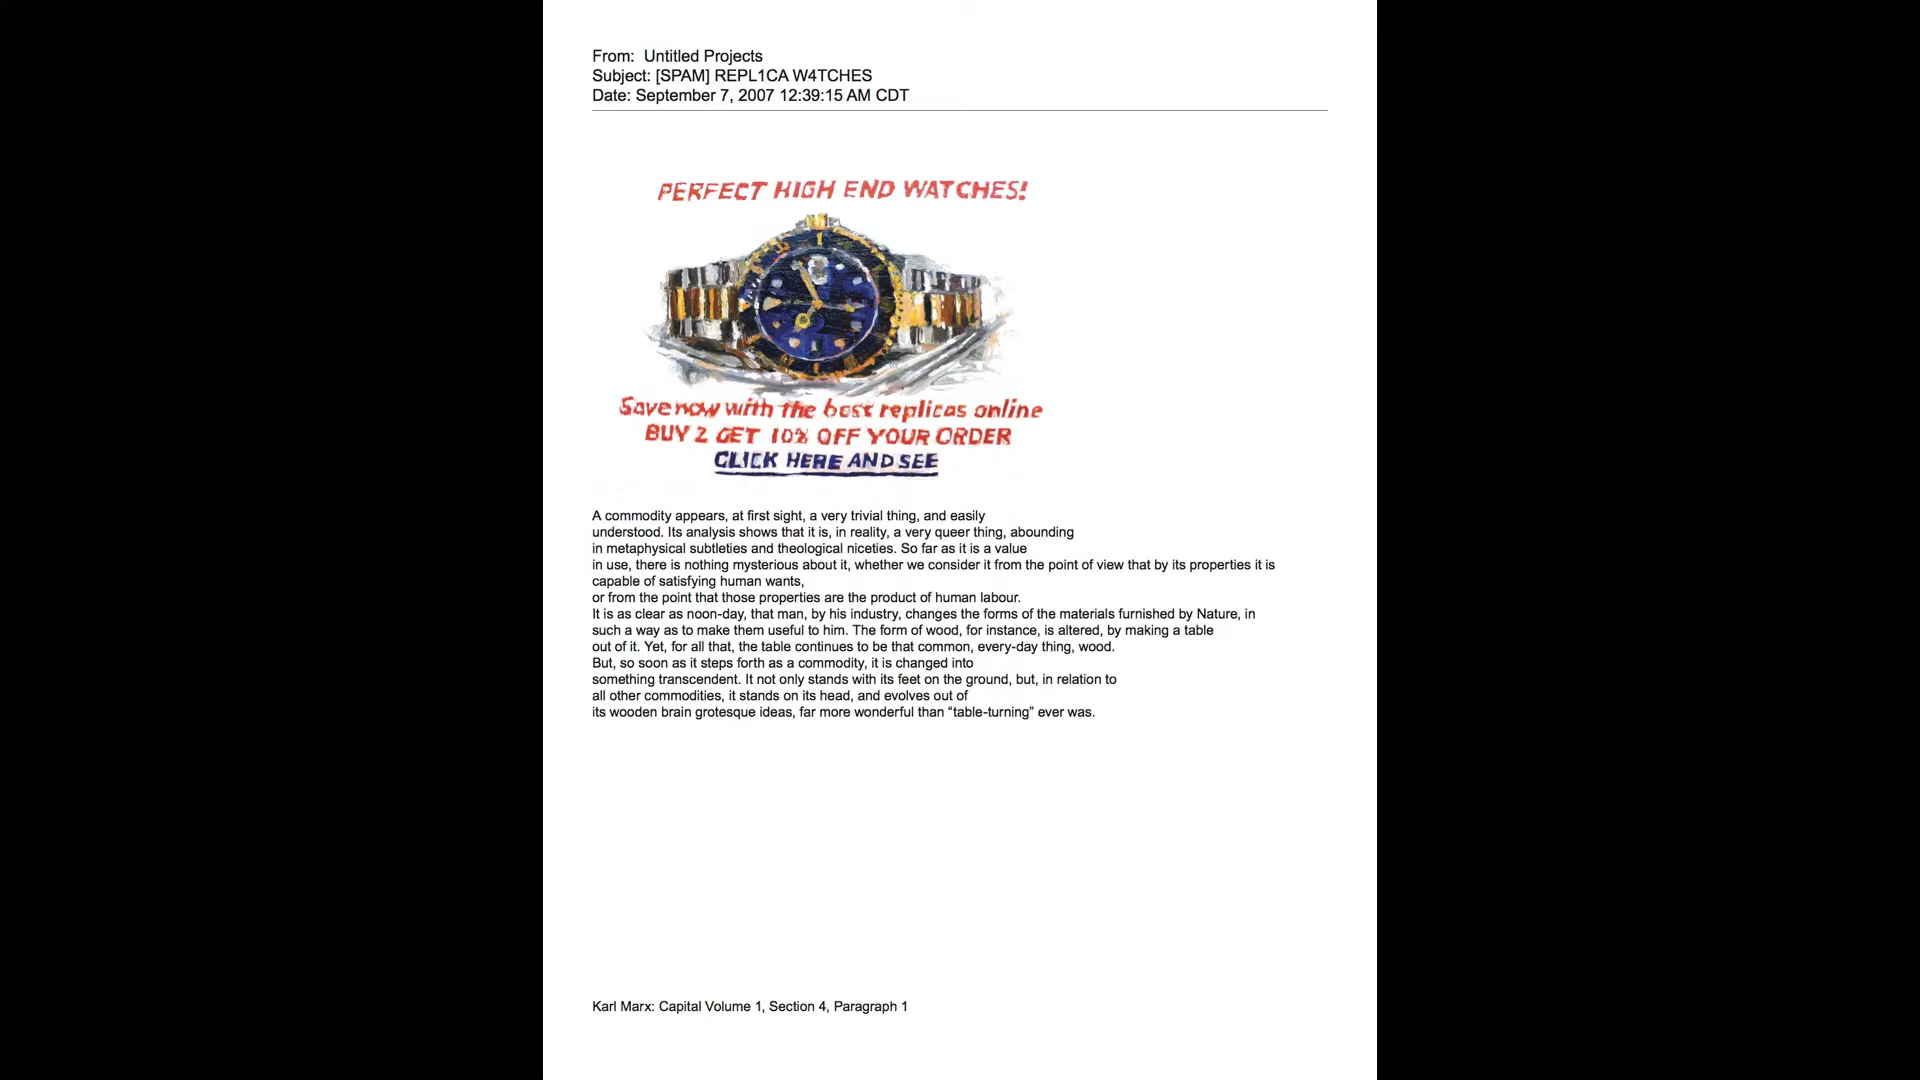 From: Untitled Projects
Subject: [SPAM] REPL1CA W4TCHES
Date: September 7, 2007 12:39:15 AM CDT
PERFECT HIGH END WATCHES!
Save now with the best replicas online
BUY 2 GET 10% OFF YOUR ORDER
CLICK HERE AND SEE
A commodity appears, at first sight, a very trivial thing, and easily
understood. Its analysis shows that it is, in reality, a very queer thing, abounding
in metaphysical subtleties and theological niceties. So far as it is a value
in use, there is nothing mysterious about it, whether we consider it from the point of view that by its properties it is
capable of satisfying human wants,
or from the point that those properties are the product of human labour.
It is as clear as noon-day, that man, by his industry, changes the forms of the materials furnished by Nature, in
such a way as to make them useful to him. The form of wood, for instance, is altered, by making a table
out of it. Yet, for all that, the table continues to be that common, every-day thing, wood.
But, so soon as it steps forth as a commodity, it is changed into
something transcendent. It not only stands with its feet on the ground, but, in relation to
all other commodities, it stands on its head, and evolves out of
its wooden brain grotesque ideas, far more wonderful than “table-turning” ever was.
Karl Marx: Capital Volume 1, Section 4, Paragraph 1